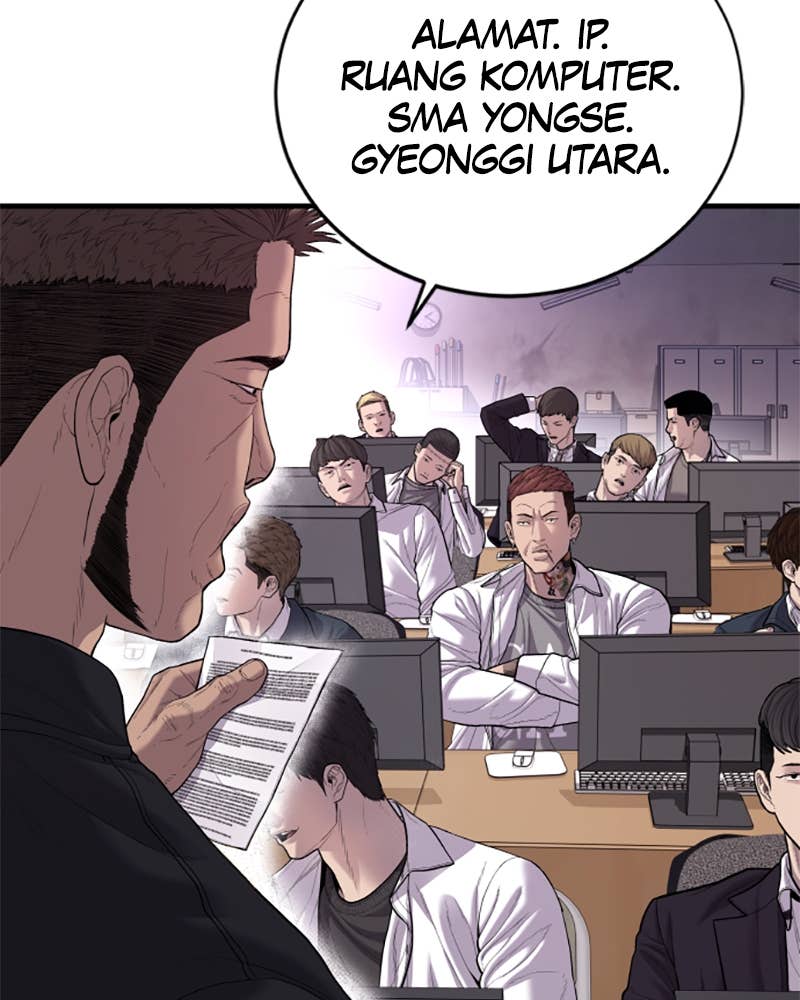 ALAMAT. IP.
RUANG KOMPUTER.
SMA YONGSE.
GYEONGGI UTARA.